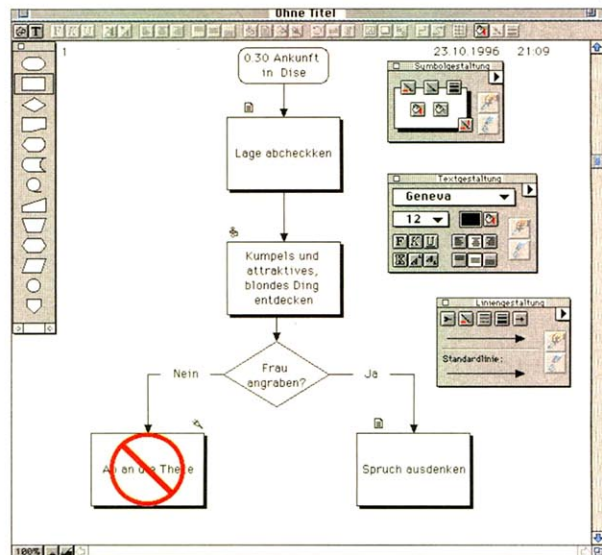 Ohne Titel
T F K U
1
23.10.1996 21:09
0.30 Ankunft
in Dise
Symbolgestaltung
Lage abcheckken
Textgestaltung
Geneva
12
F K U
Kumpels und
attraktives,
blondes Ding
entdecken
Liniengestaltung
Standardlinie:
Frau
angraben?
Nein
Ja
Ab an die Theke
Spruch ausdenken
100%